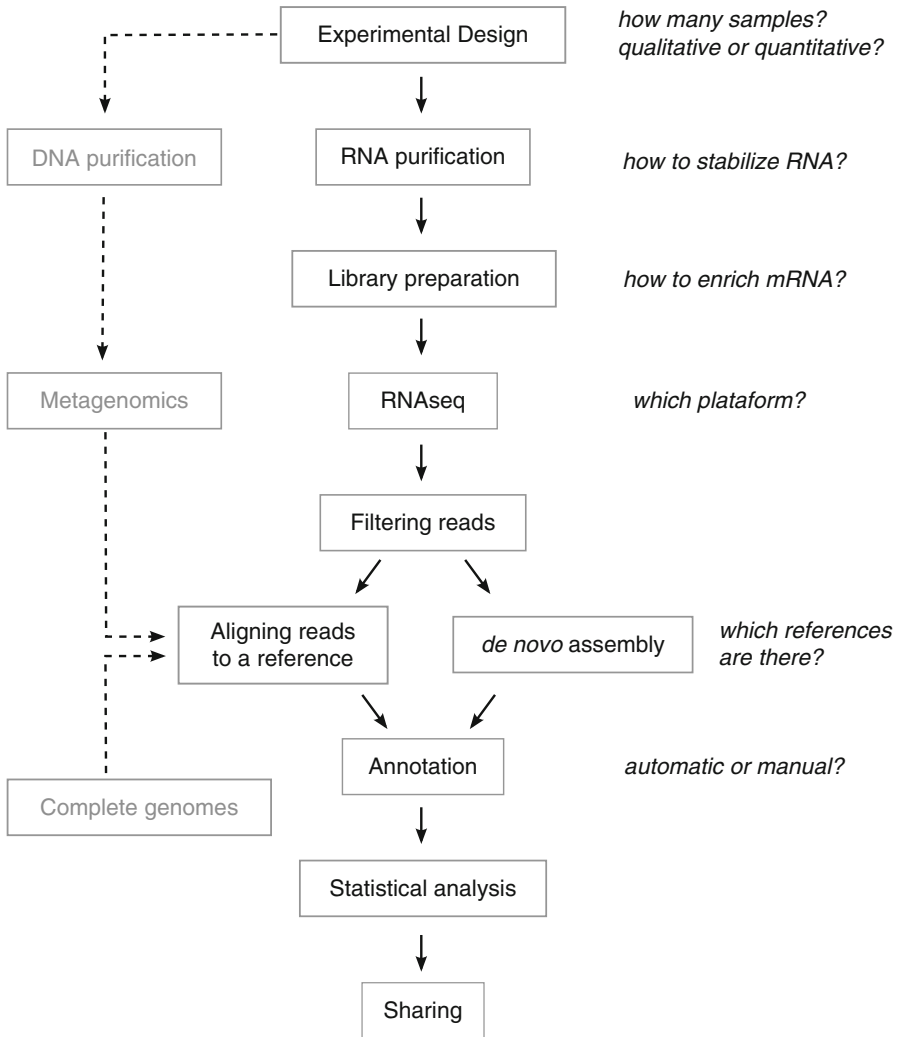 Experimental Design
how many samples?
qualitative or quantitative?
DNA purification
RNA purification
how to stabilize RNA?
Library preparation
how to enrich mRNA?
Metagenomics
RNAseq
which plataform?
Filtering reads
Aligning reads
to a reference
de novo assembly
which references
are there?
Annotation
automatic or manual?
Complete genomes
Statistical analysis
Sharing